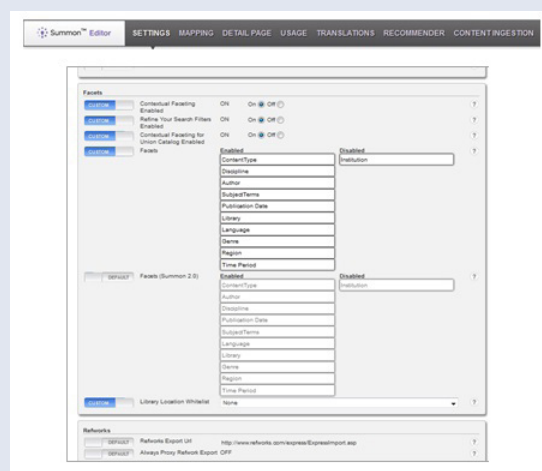 Summon™ Editor SETTINGS MAPPING DETAIL PAGE USAGE TRANSLATIONS RECOMMENDER CONTENT INGESTION
Facets
CUSTOM Contextual Faceting Enabled ON On Off ?
CUSTOM Refine Your Search Filters Enabled ON On Off ?
CUSTOM Contextual Faceting for Union Catalog Enabled ON On Off ?
CUSTOM Facets Enabled Disabled ?
ContentType Institution
Discipline
Author
SubjectTerms
Publication Date
Library
Language
Genre
Region
Time Period
DEFAULT Facets (Summon 2.0) Enabled Disabled ?
ContentType Institution
Author
Discipline
Publication Date
SubjectTerms
Language
Library
Genre
Region
Time Period
CUSTOM Library Location Whitelist None ?
Refworks
DEFAULT Refworks Export Url http://www.refworks.com/express/ExpressImport.asp ?
DEFAULT Always Proxy Refwork Export OFF ?